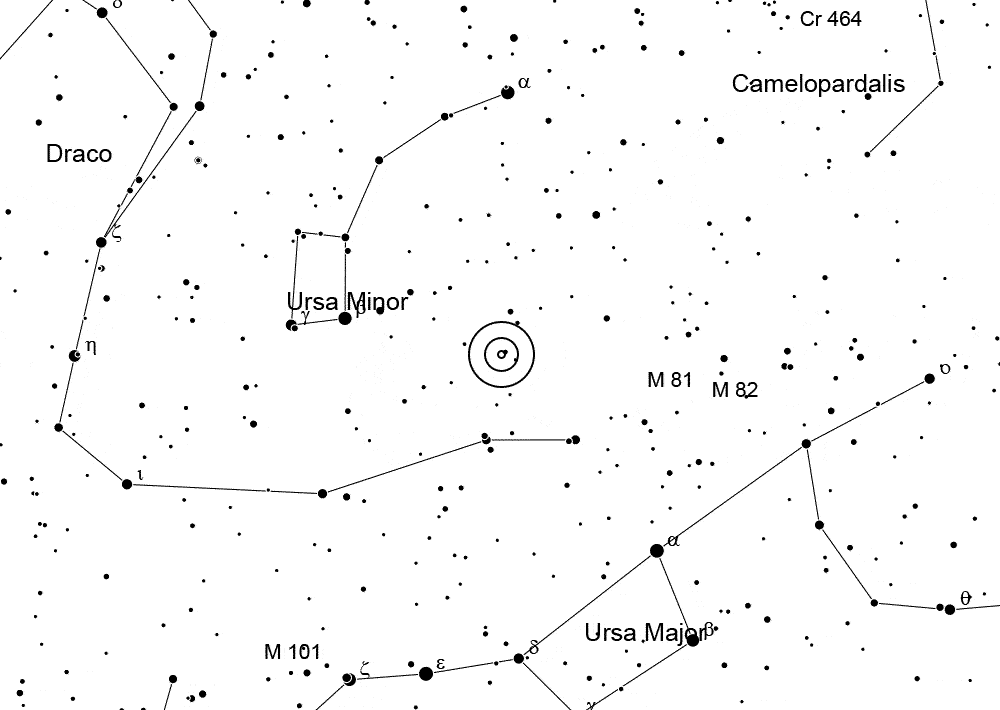 δ
Cr 464
α
Camelopardalis
Draco
ζ
Ursa Minor
γ
β
η
M 81
M 82
ο
ι
α
θ
Ursa Major
β
δ
M 101
ζ
ε
γ